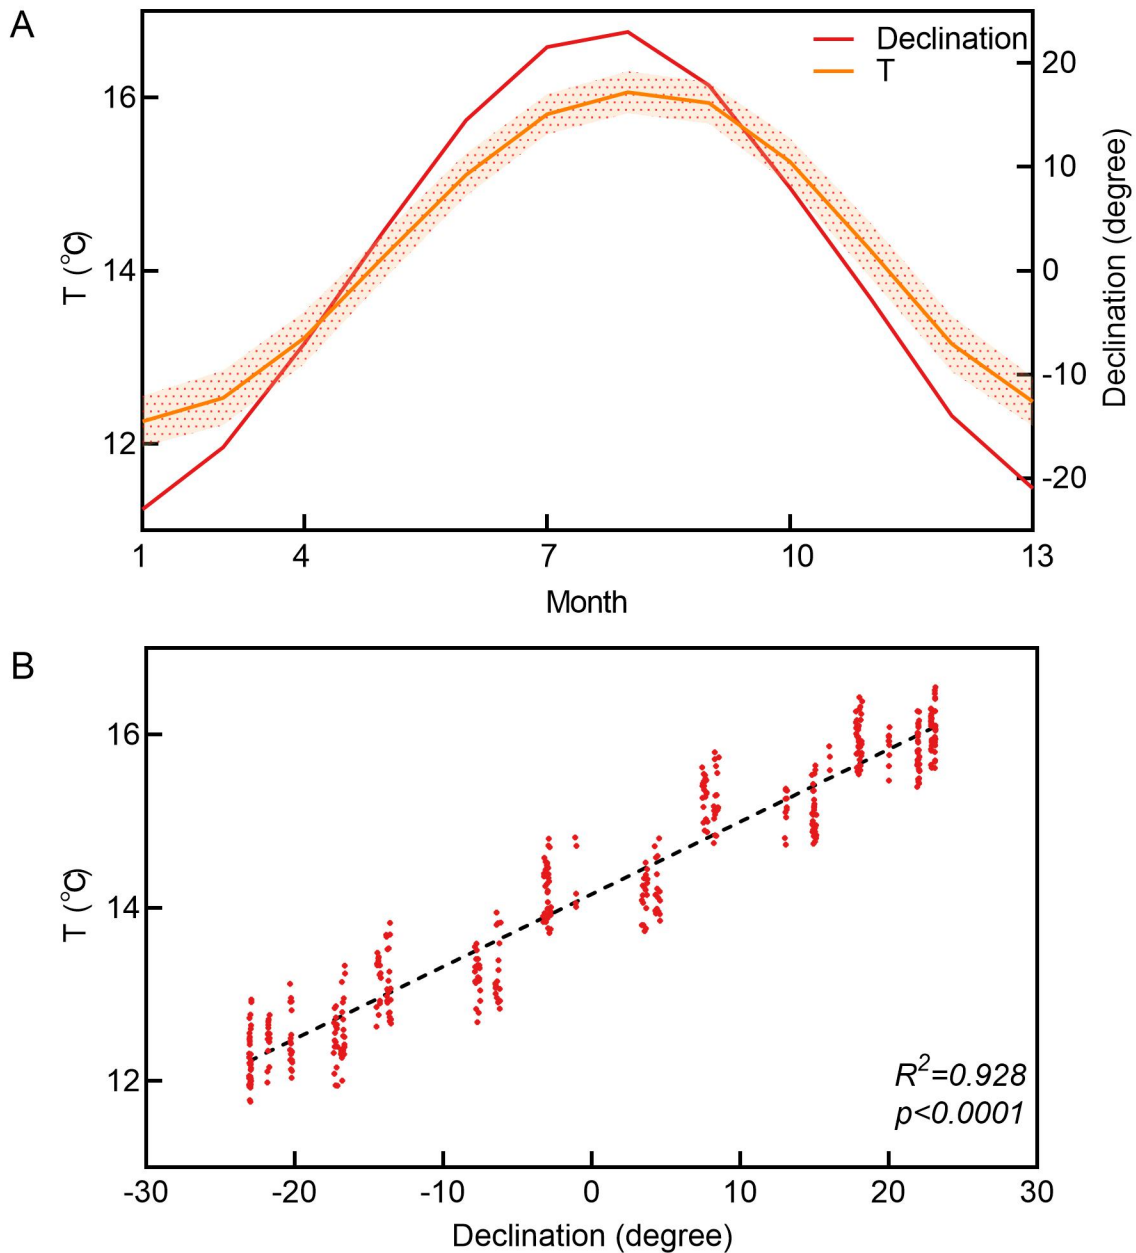 A
Declination
T
16
14
12
T (℃)
20
10
0
-10
-20
Declination (degree)
1
4
7
10
13
Month
B
16
14
12
T (℃)
R²=0.928
p<0.0001
-30
-20
-10
0
10
20
30
Declination (degree)